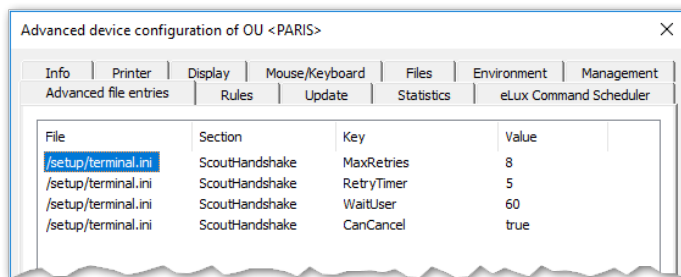 Advanced device configuration of OU <PARIS>
Info Printer Display Mouse/Keyboard Files Environment Management
Advanced file entries Rules Update Statistics eLux Command Scheduler
File Section Key Value
/setup/terminal.ini ScoutHandshake MaxRetries 8
/setup/terminal.ini ScoutHandshake RetryTimer 5
/setup/terminal.ini ScoutHandshake WaitUser 60
/setup/terminal.ini ScoutHandshake CanCancel true